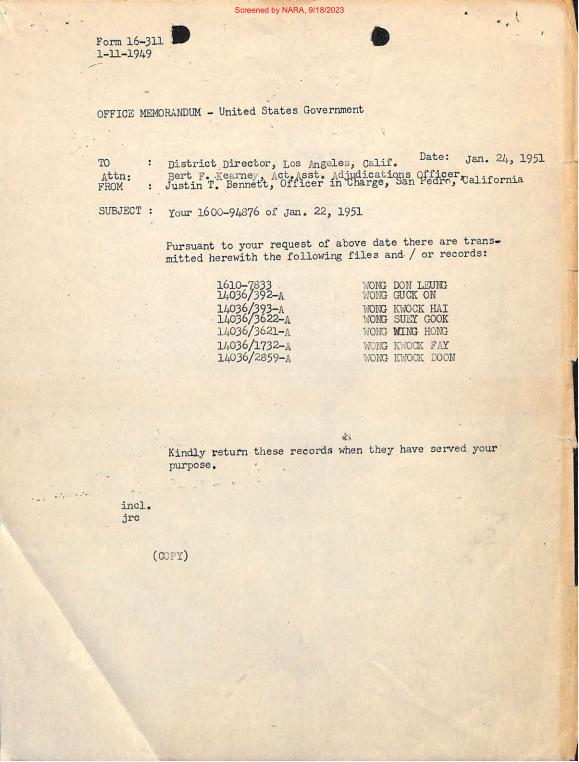 Screened by NARA, 9/18/2023
Form 16-311
1-11-1949
OFFICE MEMORANDUM - United States Government
TO : District Director, Los Angeles, Calif. Date: Jan. 24, 1951
Attn: Bert F. Kearney, Act.Asst. Adjudications Officer.
FROM : Justin T. Bennett, Officer in Charge, San Pedro, California
SUBJECT : Your 1600-94876 of Jan. 22, 1951
Pursuant to your request of above date there are trans-
mitted herewith the following files and / or records:
1610-7833 WONG DON LEUNG
14036/392-A WONG GUCK ON
14036/393-A WONG KWOCK HAI
14036/3622-A WONG SUEY GOOK
14036/3621-A WONG WING HONG
14036/1732-A WONG KWOCK FAY
14036/2859-A WONG KWOCK DOON
Kindly return these records when they have served your
purpose.
incl.
jrc
(COPY)